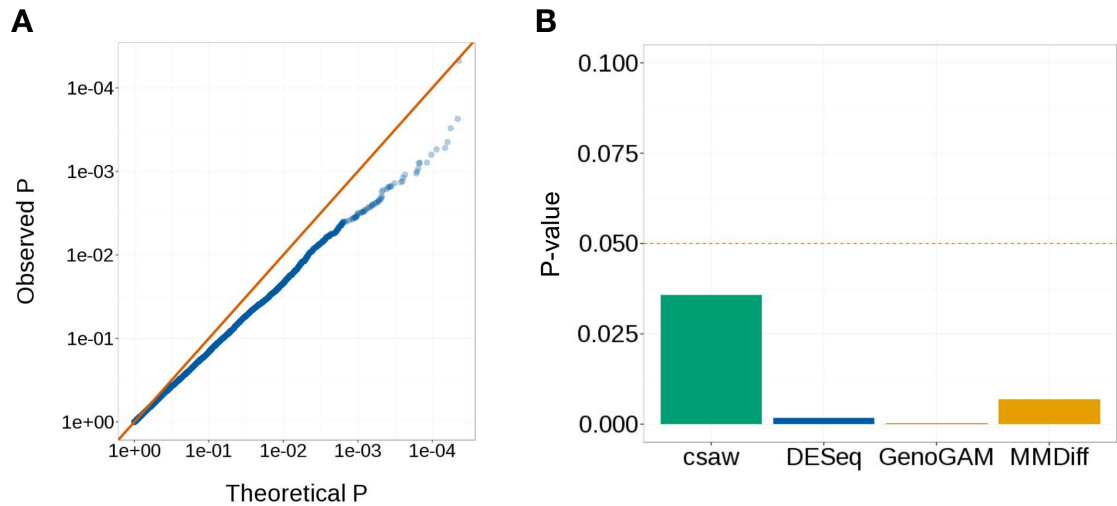 A
1e-04
1e-03
1e-02
1e-01
1e+00
Observed P
1e+00 1e-01 1e-02 1e-03 1e-04
Theoretical P
B
0.100
0.075
0.050
0.025
0.000
P-value
csaw DESeq GenoGAM MMDiff